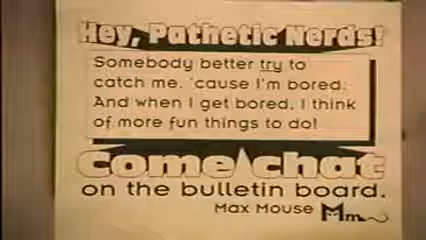 Hey, Pathetic Nerds!
Somebody better try to
catch me. 'cause I'm bored.
And when I get bored, I think
of more fun things to do!
Come chat
on the bulletin board.
Max Mouse Mm